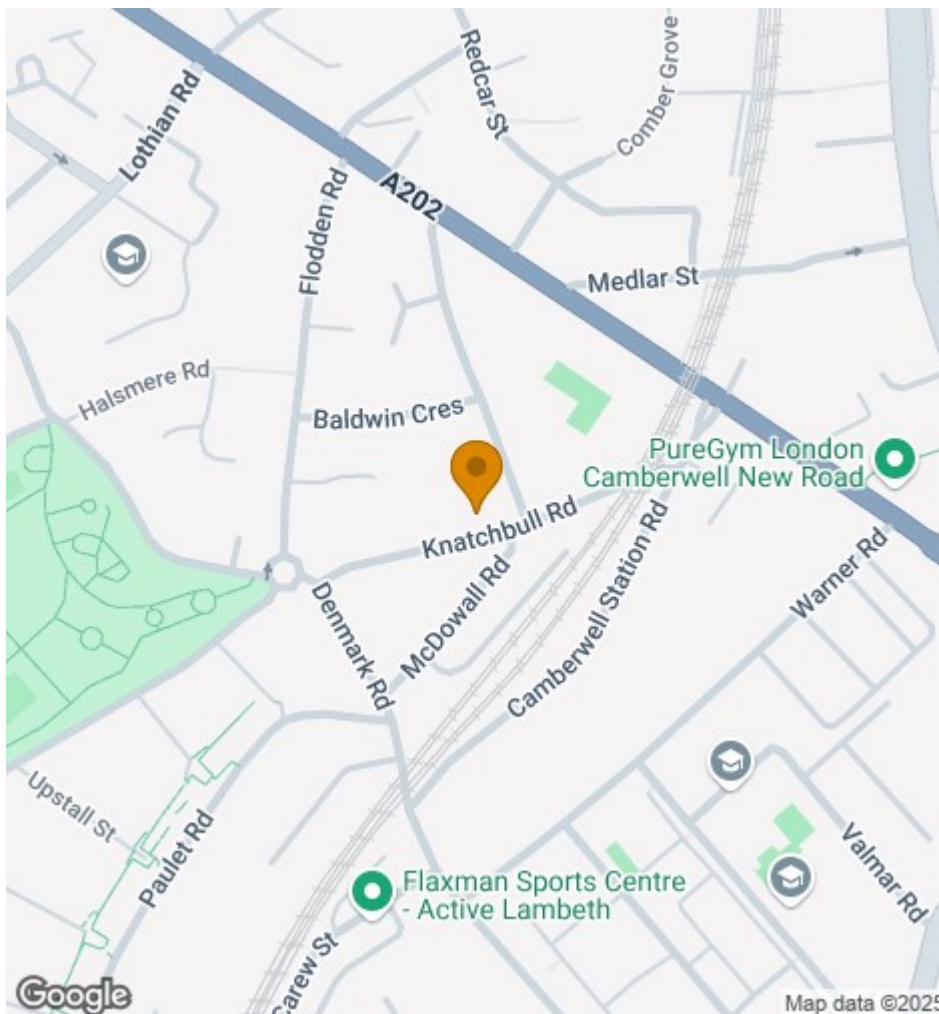 Lothian Rd
Redcar St
Comber Grove
A202
Flodden Rd
Medlar St
Halsmere Rd
Baldwin Cres
PureGym London
Camberwell New Road
Knatchbull Rd
Denmark Rd
McDowall Rd
Camberwell Station Rd
Warner Rd
Upstall St
Paulet Rd
Valmar Rd
Flaxman Sports Centre
- Active Lambeth
Carew St
Google
Map data ©2025